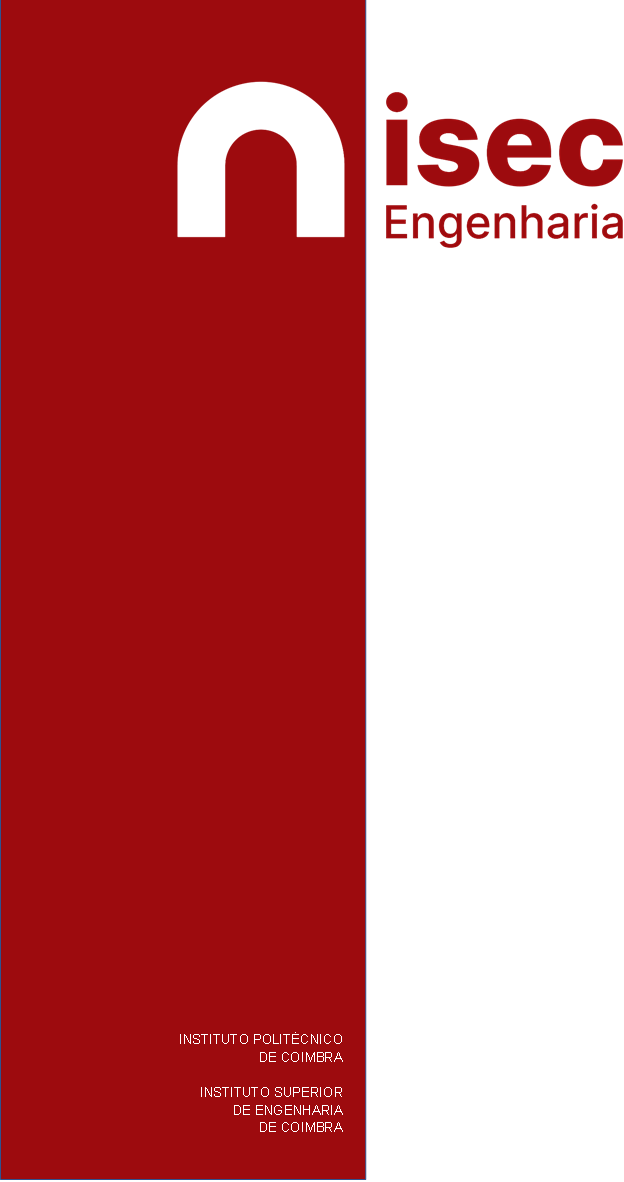 isec
Engenharia
INSTITUTO POLITÉCNICO
DE COIMBRA
INSTITUTO SUPERIOR
DE ENGENHARIA
DE COIMBRA